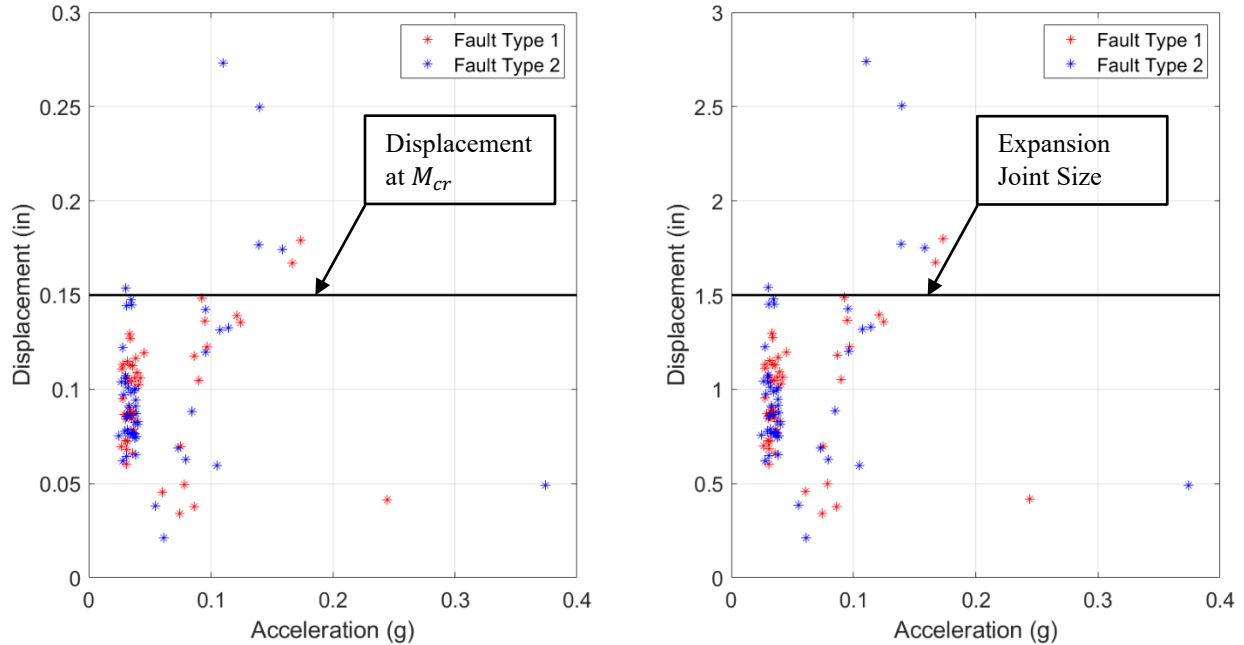 0.3
0.25
0.2
0.15
0.1
0.05
0
0
0.1
0.2
0.3
0.4
Displacement (in)
Acceleration (g)
Fault Type 1
Fault Type 2
Displacement
at M_cr
3
2.5
2
1.5
1
0.5
0
0
0.1
0.2
0.3
0.4
Displacement (in)
Acceleration (g)
Fault Type 1
Fault Type 2
Expansion
Joint Size